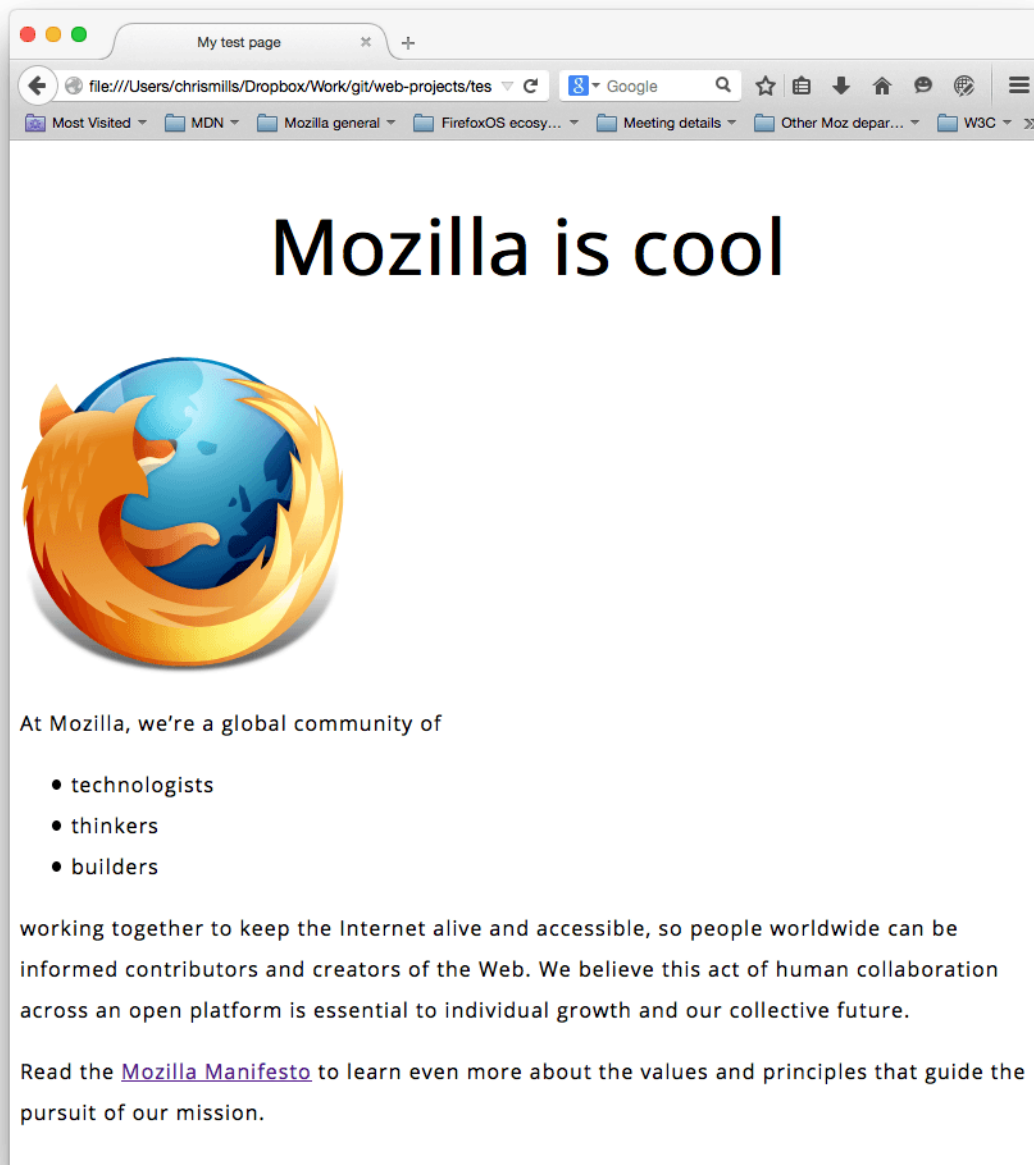 My test page
file:///Users/chrismills/Dropbox/Work/git/web-projects/tes
Google
Most Visited MDN Mozilla general FirefoxOS ecosy... Meeting details Other Moz depar... W3C
Mozilla is cool
At Mozilla, we’re a global community of
• technologists
• thinkers
• builders
working together to keep the Internet alive and accessible, so people worldwide can be
informed contributors and creators of the Web. We believe this act of human collaboration
across an open platform is essential to individual growth and our collective future.
Read the Mozilla Manifesto to learn even more about the values and principles that guide the
pursuit of our mission.